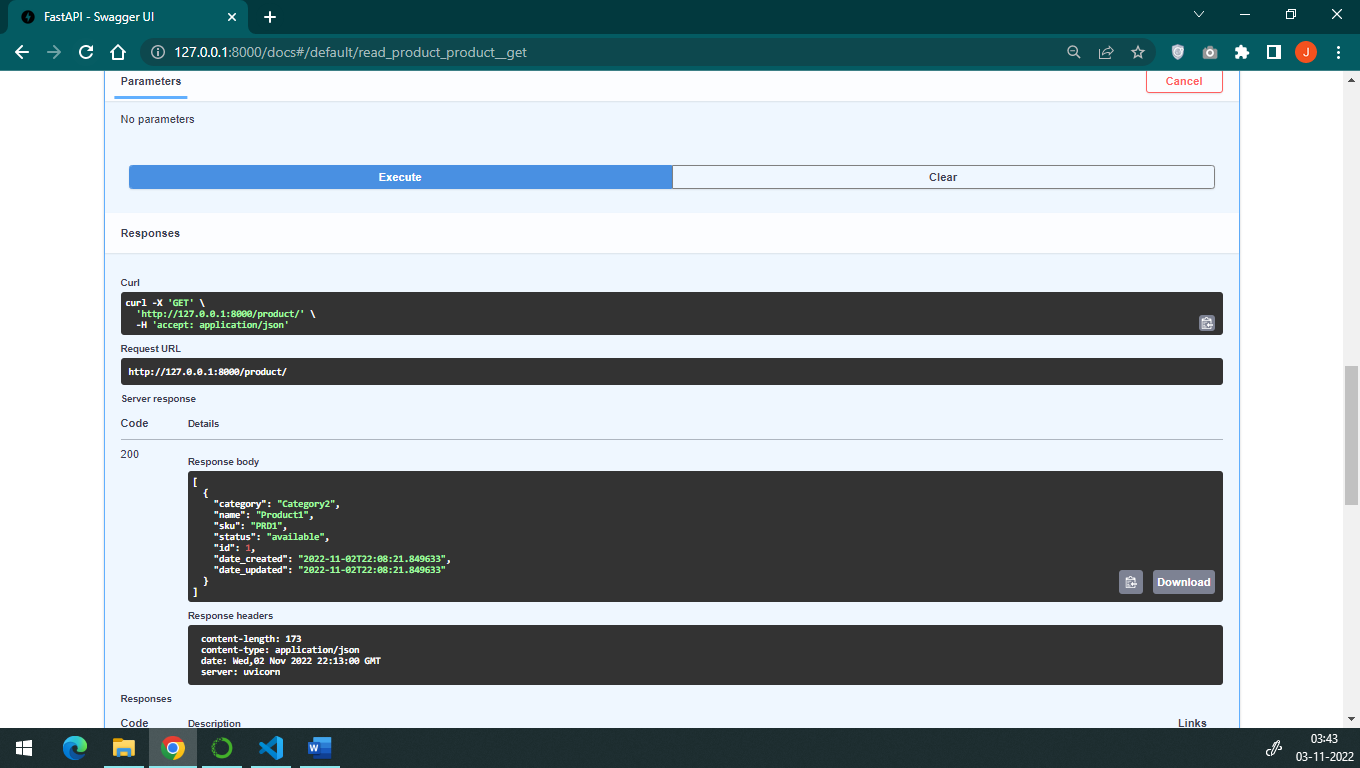 FastAPI - Swagger UI
127.0.0.1:8000/docs#/default/read_product_product__get
J
Parameters
Cancel
No parameters
Execute
Clear
Responses
Curl
curl -X 'GET' \
'http://127.0.0.1:8000/product/' \
-H 'accept: application/json'
Request URL
http://127.0.0.1:8000/product/
Server response
Code Details
200
Response body
[
{
"category": "Category2",
"name": "Product1",
"sku": "PRD1",
"status": "available",
"id": 1,
"date_created": "2022-11-02T22:08:21.849633",
"date_updated": "2022-11-02T22:08:21.849633"
}
]
Download
Response headers
content-length: 173
content-type: application/json
date: Wed,02 Nov 2022 22:13:00 GMT
server: uvicorn
Responses
Code Description Links
W
03:43
03-11-2022